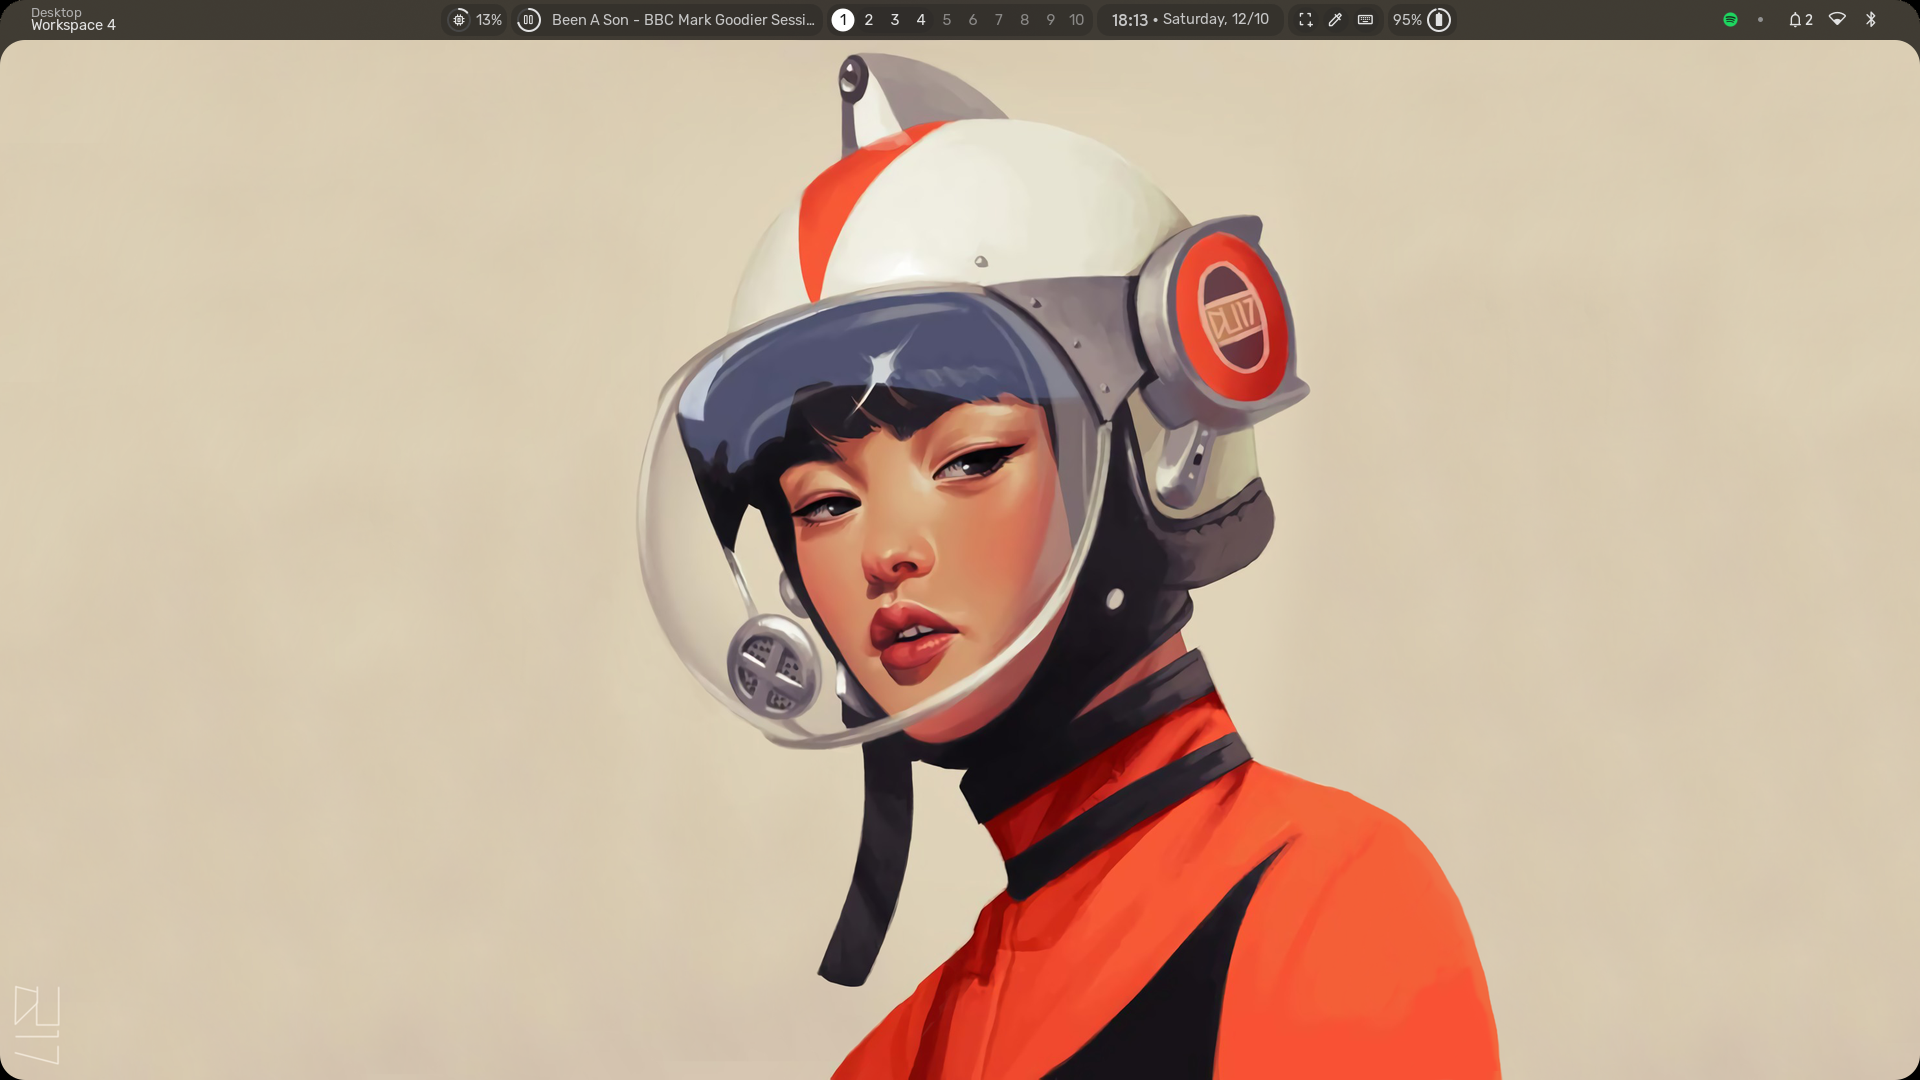 Desktop
Workspace 4
13%
Been A Son - BBC Mark Goodier Sessi...
1 2 3 4 5 6 7 8 9 10
18:13 • Saturday, 12/10
95%
2